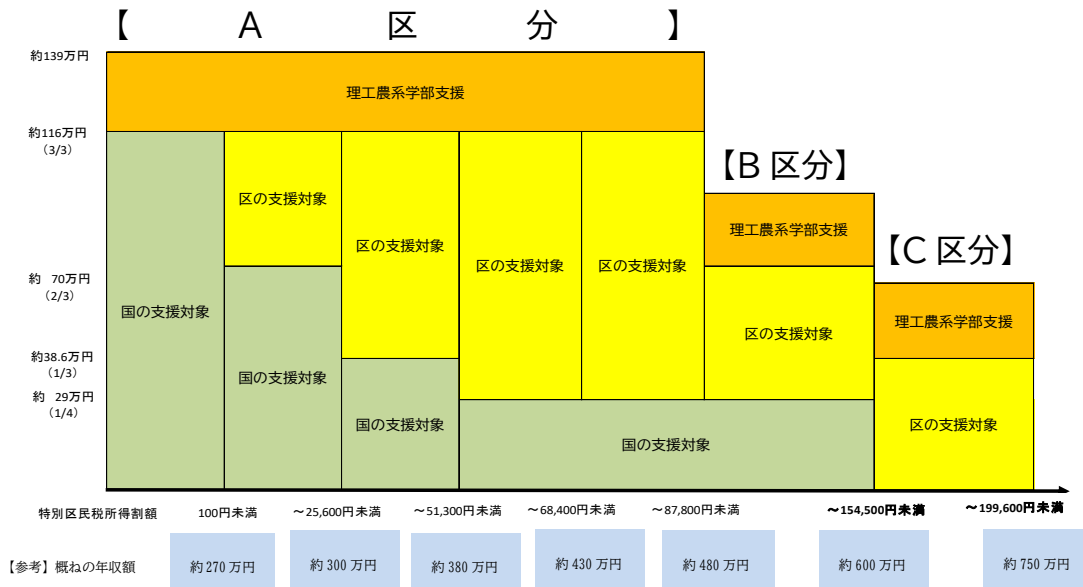 【 A 区 分 】
約139万円
理工農系学部支援
約116万円
(3/3)
【B 区分】
区の支援対象
理工農系学部支援
区の支援対象
区の支援対象
区の支援対象
【C 区分】
約 70万円
(2/3)
国の支援対象
理工農系学部支援
区の支援対象
約38.6万円
(1/3)
国の支援対象
約 29万円
(1/4)
国の支援対象
区の支援対象
国の支援対象
特別区民税所得割額 100円未満 ～25,600円未満 ～51,300円未満 ～68,400円未満 ～87,800円未満 ～154,500円未満 ～199,600円未満
【参考】概ねの年収額 約 270 万円 約 300 万円 約 380 万円 約 430 万円 約 480 万円 約 600 万円 約 750 万円